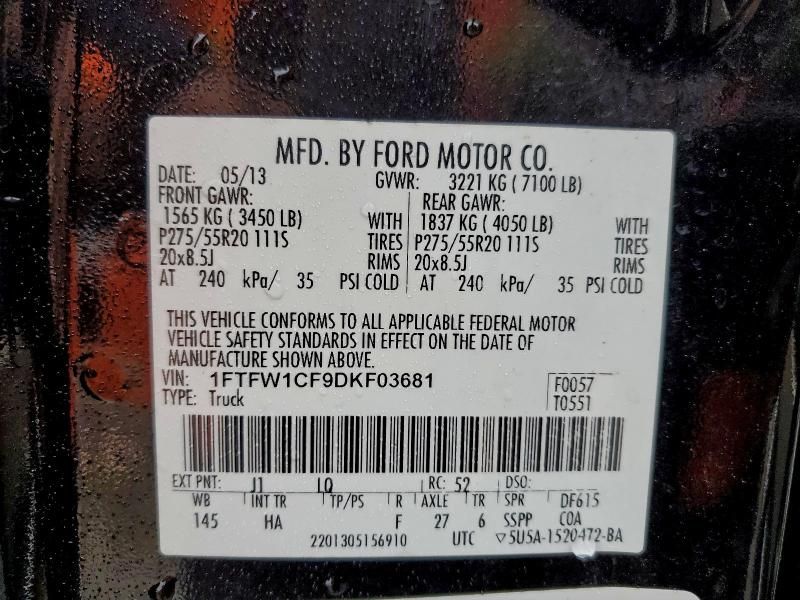 MFD. BY FORD MOTOR CO.
DATE: 05/13 GVWR: 3221 KG ( 7100 LB)
FRONT GAWR: REAR GAWR:
1565 KG ( 3450 LB) WITH 1837 KG ( 4050 LB) WITH
P275/55R20 111S TIRES P275/55R20 111S TIRES
20x8.5J RIMS 20x8.5J RIMS
AT 240 kPa/ 35 PSI COLD AT 240 kPa/ 35 PSI COLD
THIS VEHICLE CONFORMS TO ALL APPLICABLE FEDERAL MOTOR
VEHICLE SAFETY STANDARDS IN EFFECT ON THE DATE OF
MANUFACTURE SHOWN ABOVE.
VIN: 1FTFW1CF9DKF03681 F0057
TYPE: Truck T0551
EXT PNT: J1 LQ RC: 52 DSO:
WB INT TR TP/PS R AXLE TR SPR DF615
145 HA F 27 6 SSPP COA
2201305156910 UTC ▽5U5A-1520472-BA